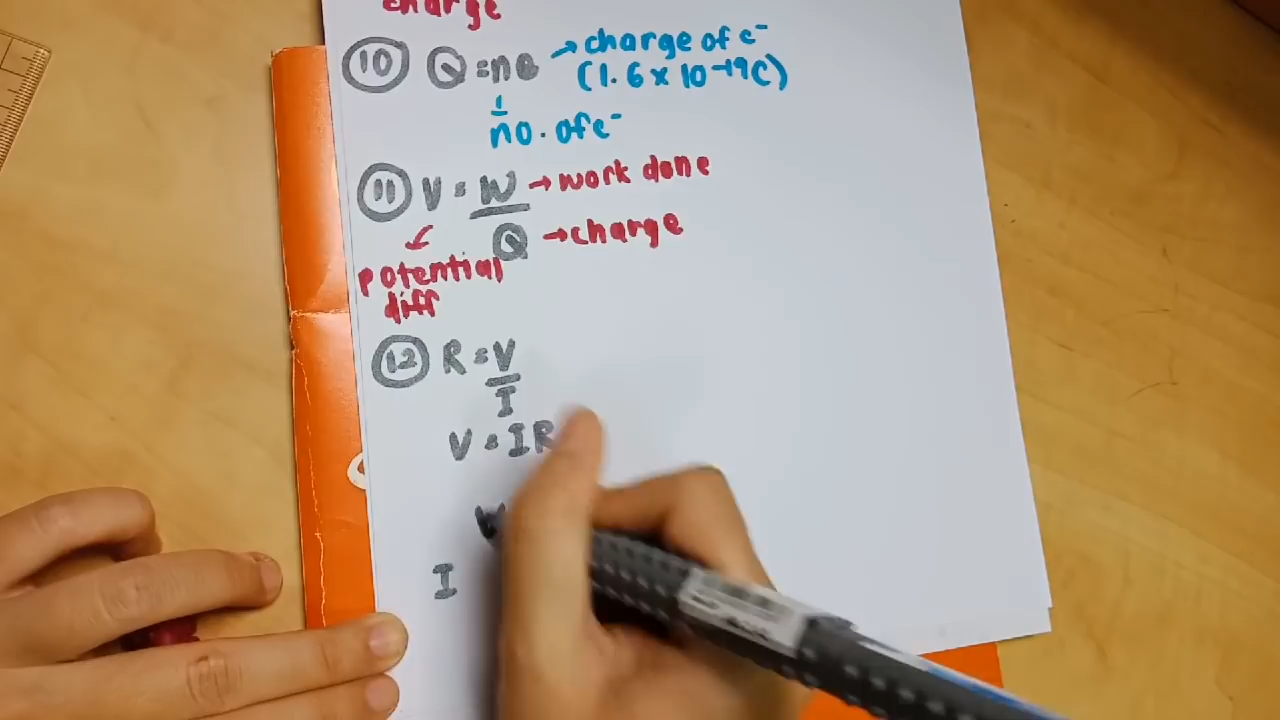 charge
⑩ Q = ne → charge of e⁻
(1.6 x 10⁻¹⁹C)
no. of e⁻
⑪ V = W → work done
Q → charge
potential
diff
⑫ R = V
I
V = IR
I